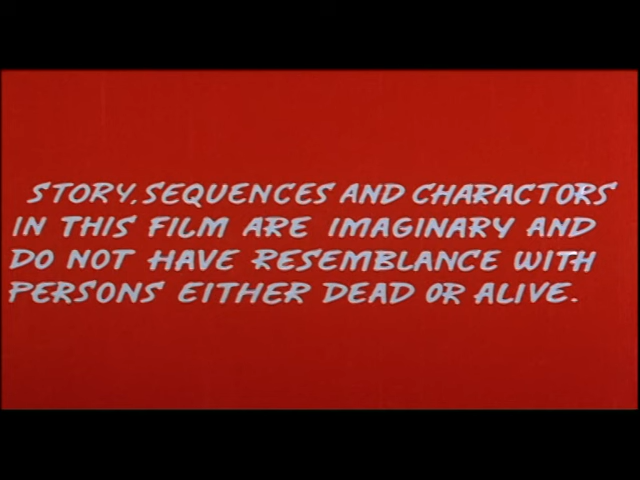 STORY, SEQUENCES AND CHARACTORS
IN THIS FILM ARE IMAGINARY AND
DO NOT HAVE RESEMBLANCE WITH
PERSONS EITHER DEAD OR ALIVE.